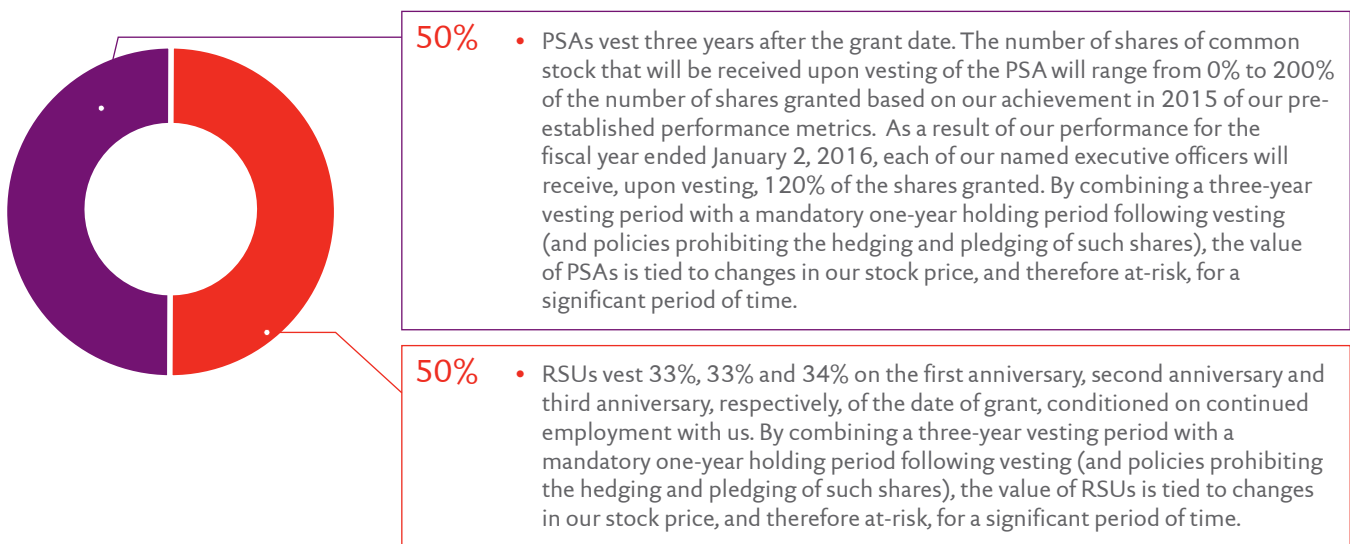 50% • PSAs vest three years after the grant date. The number of shares of common
stock that will be received upon vesting of the PSA will range from 0% to 200%
of the number of shares granted based on our achievement in 2015 of our pre-
established performance metrics.  As a result of our performance for the
fiscal year ended January 2, 2016, each of our named executive officers will
receive, upon vesting, 120% of the shares granted. By combining a three-year
vesting period with a mandatory one-year holding period following vesting
(and policies prohibiting the hedging and pledging of such shares), the value
of PSAs is tied to changes in our stock price, and therefore at-risk, for a
significant period of time.
50% • RSUs vest 33%, 33% and 34% on the first anniversary, second anniversary and
third anniversary, respectively, of the date of grant, conditioned on continued
employment with us. By combining a three-year vesting period with a
mandatory one-year holding period following vesting (and policies prohibiting
the hedging and pledging of such shares), the value of RSUs is tied to changes
in our stock price, and therefore at-risk, for a significant period of time.